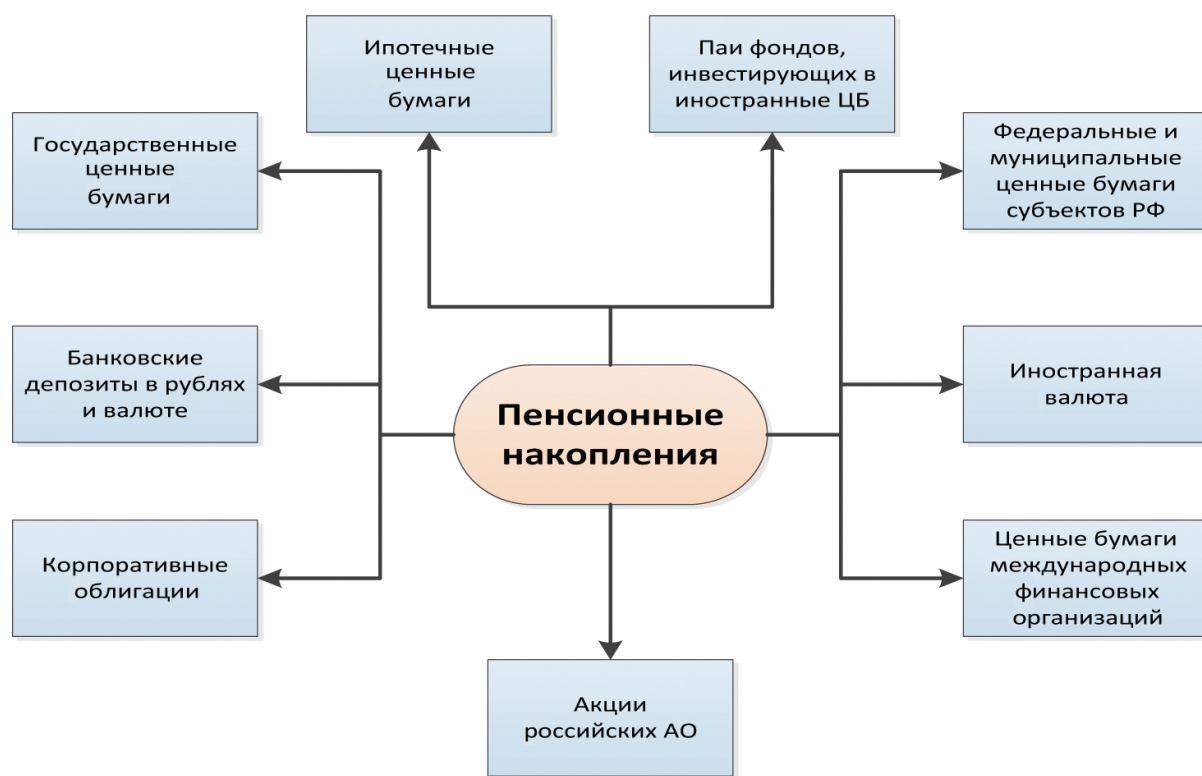 Ипотечные
ценные
бумаги
Паи фондов,
инвестирующих в
иностранные ЦБ
Государственные
ценные
бумаги
Федеральные и
муниципальные
ценные бумаги
субъектов РФ
Банковские
депозиты в рублях
и валюте
Пенсионные
накопления
Иностранная
валюта
Корпоративные
облигации
Ценные бумаги
международных
финансовых
организаций
Акции
российских АО